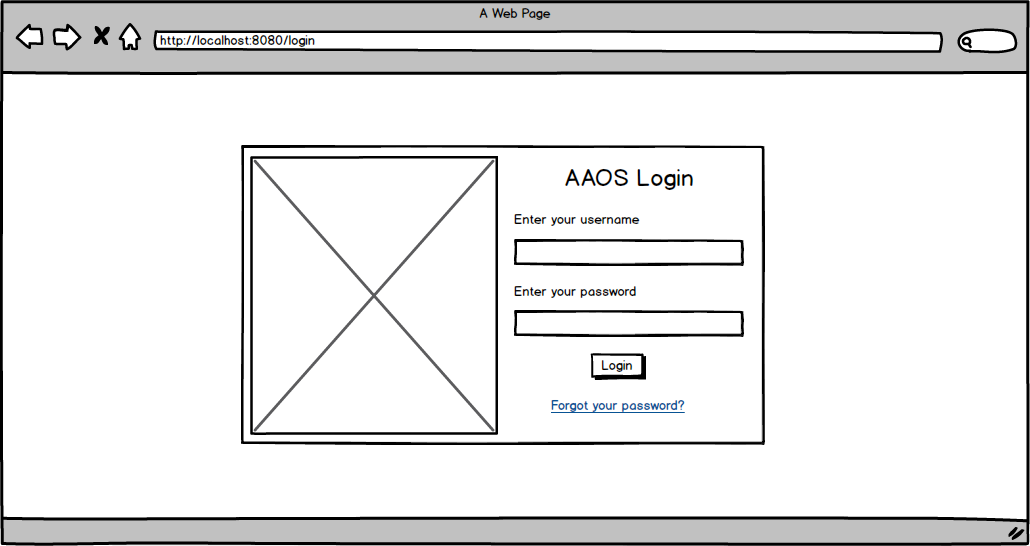 A Web Page
http://localhost:8080/login
AAOS Login
Enter your username
Enter your password
Login
Forgot your password?